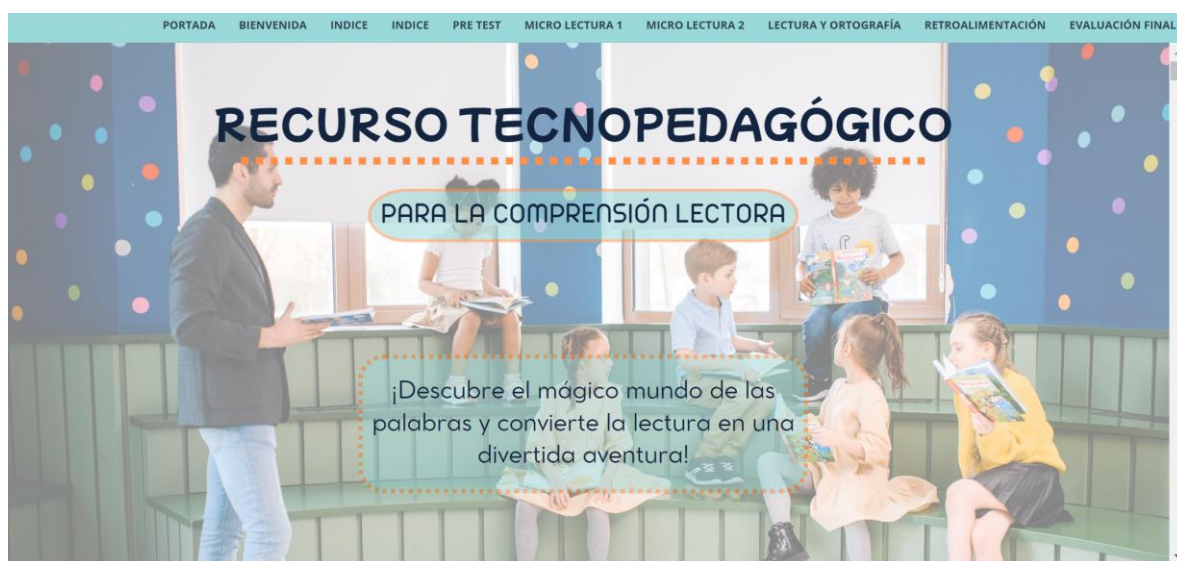 PORTADA BIENVENIDA INDICE INDICE PRE TEST MICRO LECTURA 1 MICRO LECTURA 2 LECTURA Y ORTOGRAFÍA RETROALIMENTACIÓN EVALUACIÓN FINAL
RECURSO TECNOPEDAGÓGICO
PARA LA COMPRENSIÓN LECTORA
¡Descubre el mágico mundo de las
palabras y convierte la lectura en una
divertida aventura!